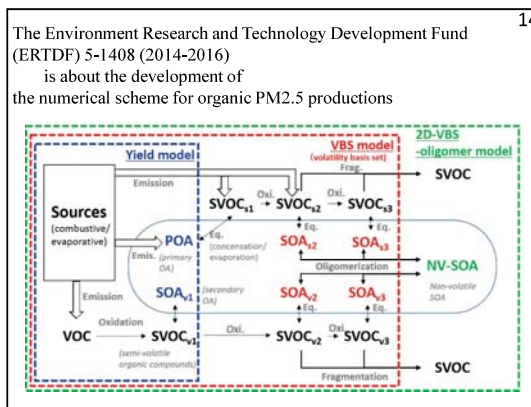 14
The Environment Research and Technology Development Fund
(ERTDF) 5-1408 (2014-2016)
is about the development of
the numerical scheme for organic PM2.5 productions
2D-VBS
-oligomer model
VBS model
(volatility basis set)
Yield model
Frag.
SVOC
Emission
SVOCs1 Oxi. SVOCs2 Oxi. SVOCs3
Sources
(combustive/
evaporative)
Eq. Eq. Eq.
(concensation/
evaporation)
POA
Emis.
(primary
OA)
SOAs2 SOAs3
Oligomerization
NV-SOA
Non-volatile
SOA
SOAv1
(secondary
OA)
SOAv2 SOAv3
Emission
Eq. Eq.
Oxidation
VOC SVOCv1 Oxi. SVOCv2 Oxi. SVOCv3
(semi-volatile
organic compounds)
Fragmentation
SVOC